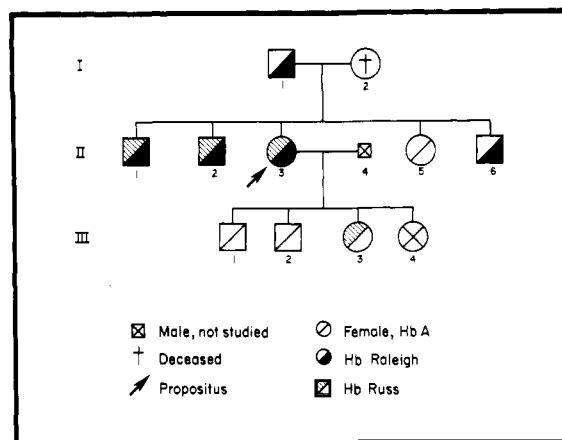 I
1 2
II
1 2 3 4 5 6
III
1 2 3 4
Male, not studied Female, Hb A
† Deceased Hb Raleigh
Propositus Hb Russ